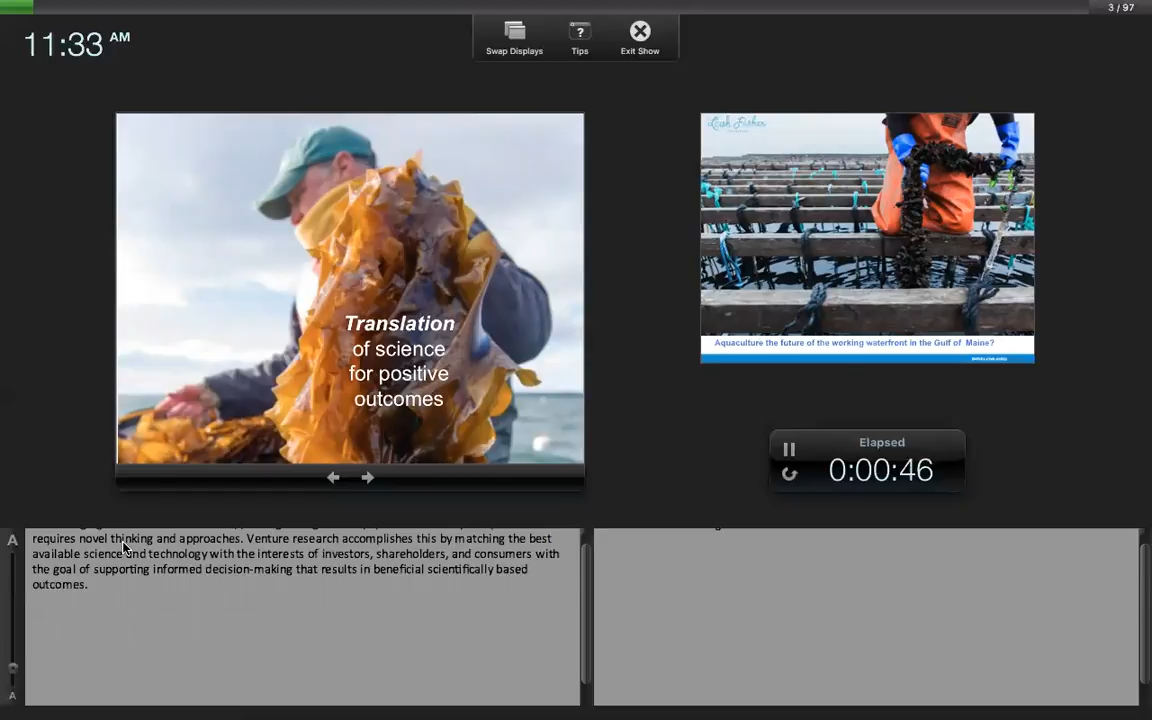 3 / 97
11:33 AM
Swap Displays
Tips
Exit Show
Translation
of science
for positive
outcomes
Aquaculture the future of the working waterfront in the Gulf of Maine?
Elapsed
0:00:46
requires novel thinking and approaches. Venture research accomplishes this by matching the best
available science and technology with the interests of investors, shareholders, and consumers with
the goal of supporting informed decision-making that results in beneficial scientifically based
outcomes.
A
A